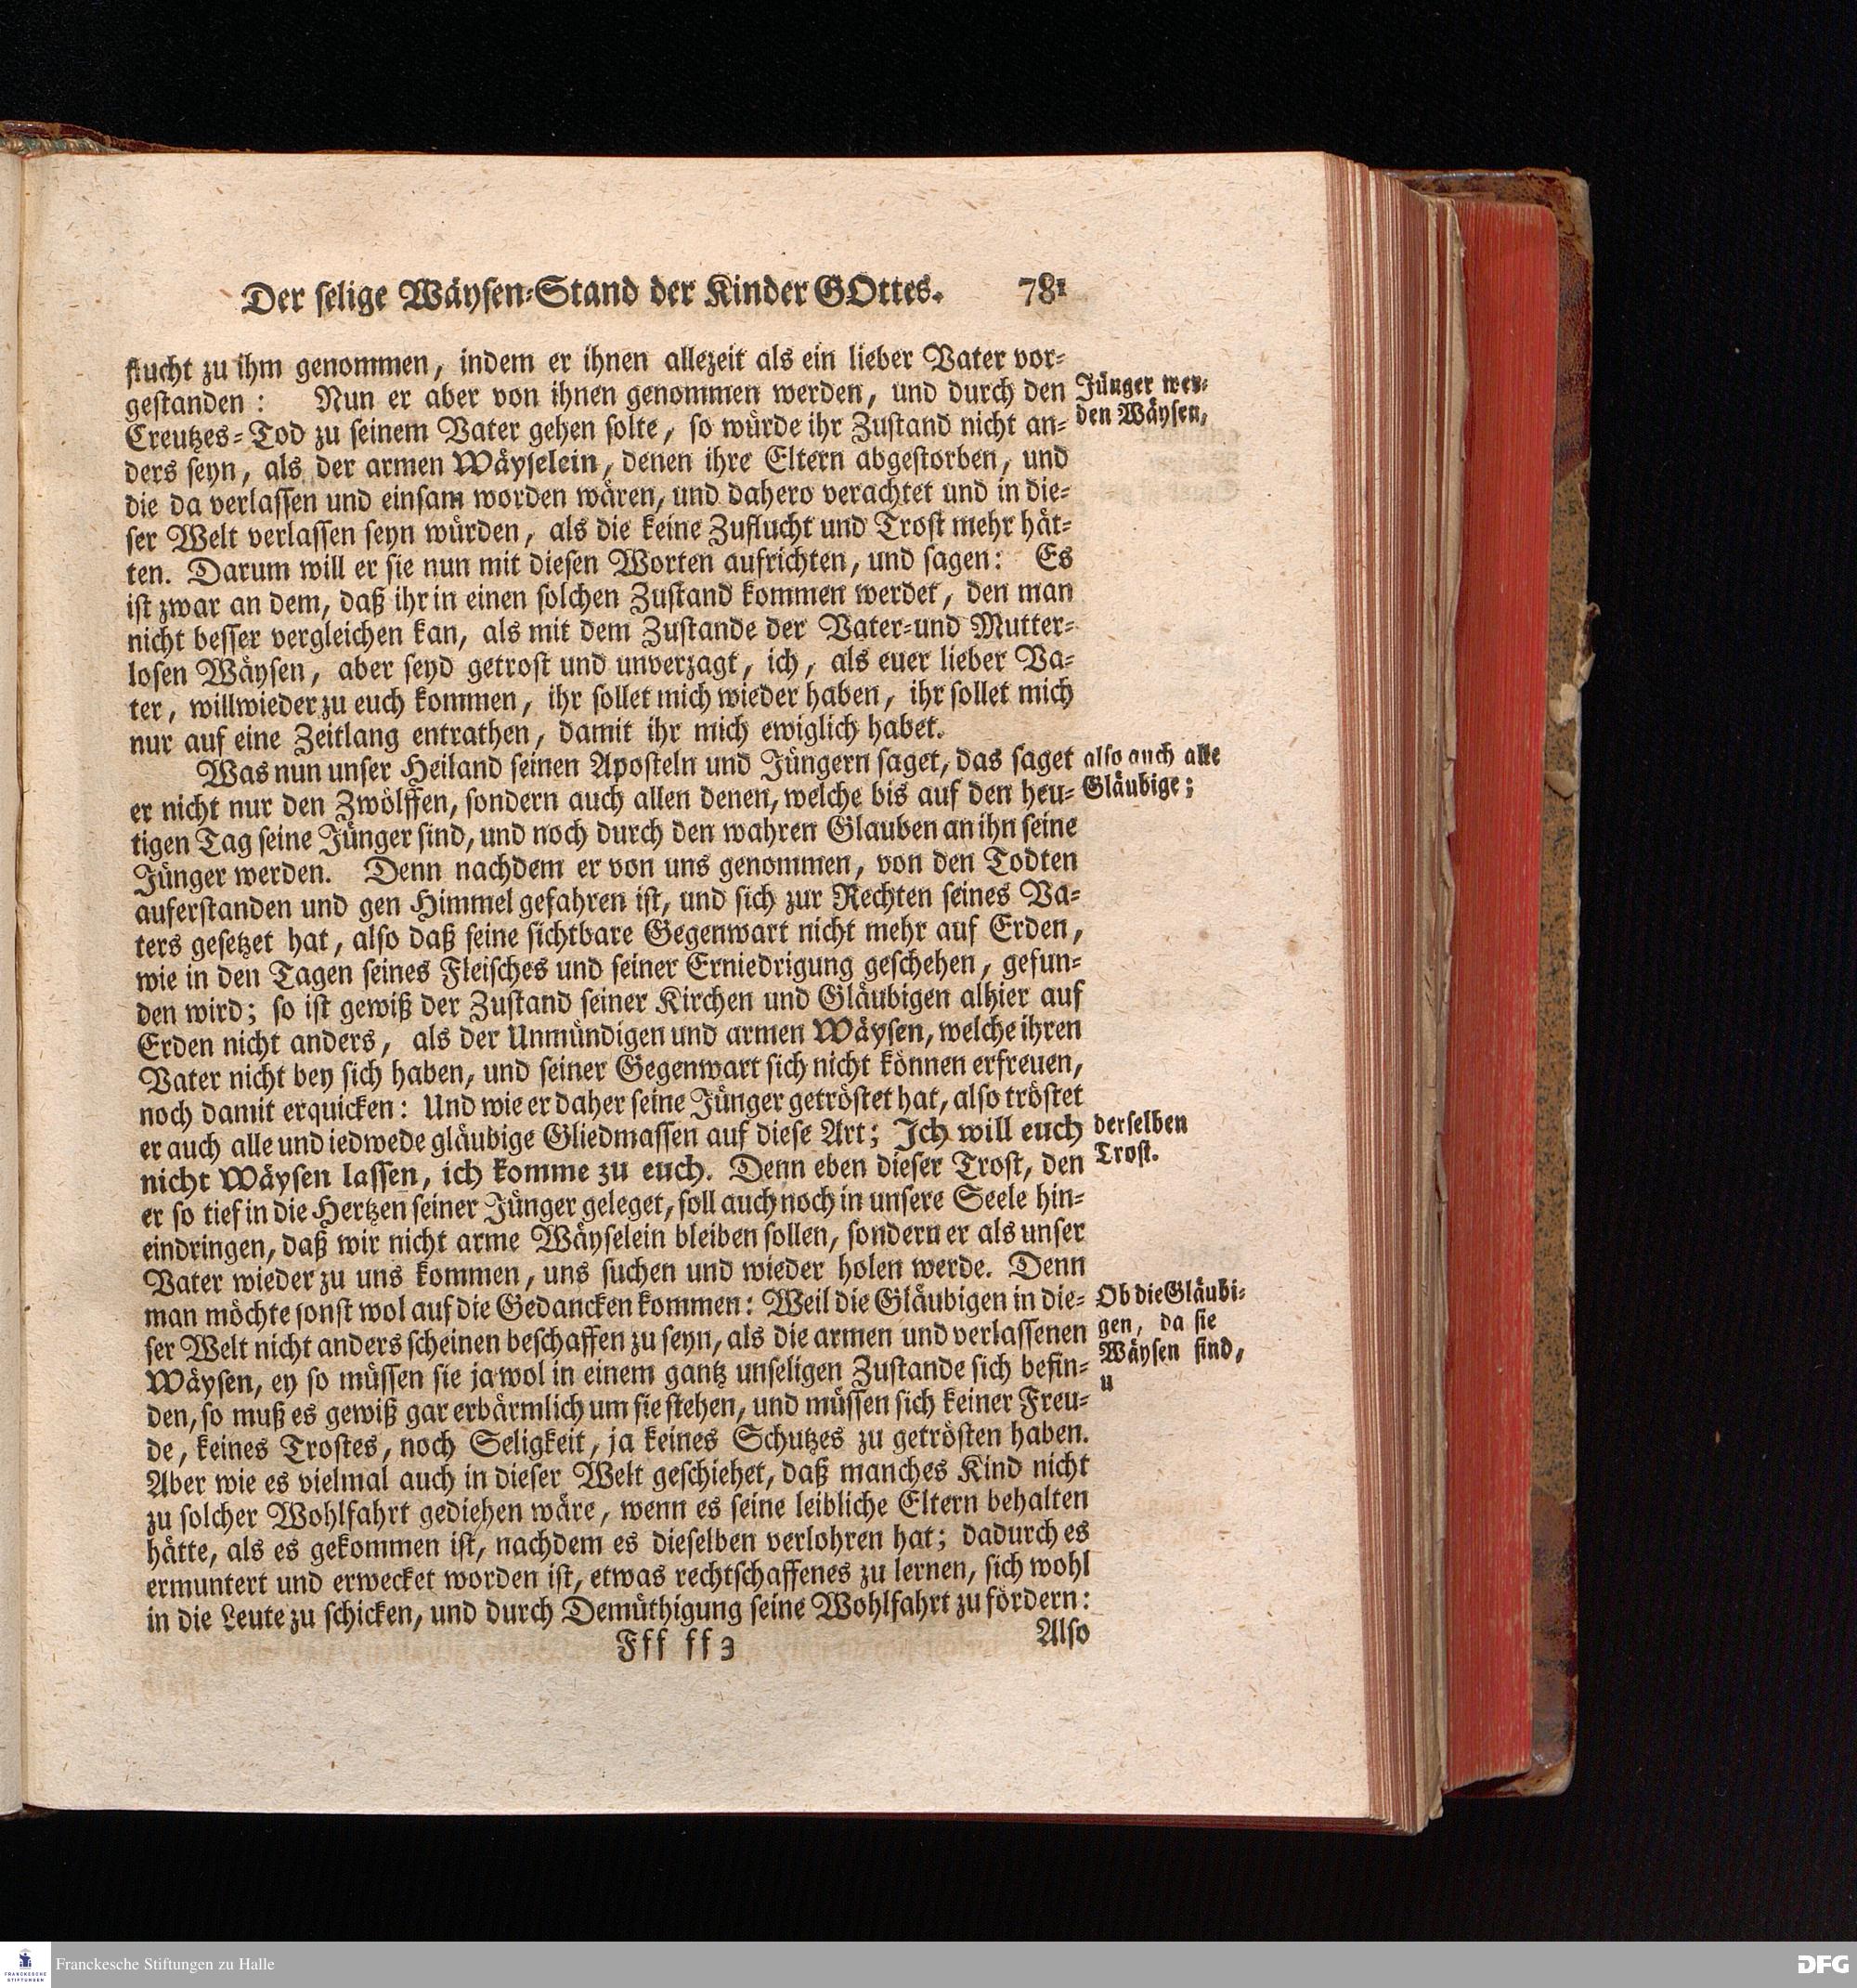 Der selige Wäysen-Stand der Kinder GOttes. 781
flucht zu ihm genommen, indem er ihnen allezeit als ein lieber Vater vor-
gestanden: Nun er aber von ihnen genommen werden, und durch den
Creutzes-Tod zu seinem Vater gehen solte, so würde ihr Zustand nicht an-
ders seyn, als der armen Wäyselein, denen ihre Eltern abgestorben, und
die da verlassen und einsam worden wären, und dahero verachtet und in die-
ser Welt verlassen seyn würden, als die keine Zuflucht und Trost mehr hät-
ten. Darum will er sie nun mit diesen Worten aufrichten, und sagen: Es
ist zwar an dem, daß ihr in einen solchen Zustand kommen werdet, den man
nicht besser vergleichen kan, als mit dem Zustande der Vater-und Mutter-
losen Wäysen, aber seyd getrost und unverzagt, ich, als euer lieber Va-
ter, will wieder zu euch kommen, ihr sollet mich wieder haben, ihr sollet mich
nur auf eine Zeitlang entrathen, damit ihr mich ewiglich habet.
Was nun unser Heiland seinen Aposteln und Jüngern saget, das saget
er nicht nur den Zwölffen, sondern auch allen denen, welche bis auf den heu-
tigen Tag seine Jünger sind, und noch durch den wahren Glauben an ihn seine
Jünger werden. Denn nachdem er von uns genommen, von den Todten
auferstanden und gen Himmel gefahren ist, und sich zur Rechten seines Va-
ters gesetzet hat, also daß seine sichtbare Gegenwart nicht mehr auf Erden,
wie in den Tagen seines Fleisches und seiner Erniedrigung geschehen, gefun-
den wird; so ist gewiß der Zustand seiner Kirchen und Gläubigen alhier auf
Erden nicht anders, als der Unmündigen und armen Wäysen, welche ihren
Vater nicht bey sich haben, und seiner Gegenwart sich nicht können erfreuen,
noch damit erquicken: Und wie er daher seine Jünger getröstet hat, also tröstet
er auch alle und iedwede gläubige Gliedmassen auf diese Art; Ich will euch
nicht Wäysen lassen, ich komme zu euch. Denn eben dieser Trost, den
er so tief in die Hertzen seiner Jünger geleget, soll auch noch in unsere Seele hin-
eindringen, daß wir nicht arme Wäyselein bleiben sollen, sondern er als unser
Vater wieder zu uns kommen, uns suchen und wieder holen werde. Denn
man möchte sonst wol auf die Gedancken kommen: Weil die Gläubigen in die-
ser Welt nicht anders scheinen beschaffen zu seyn, als die armen und verlassenen
Wäysen, ey so müssen sie ja wol in einem gantz unseligen Zustande sich befin-
den, so muß es gewiß gar erbärmlich um sie stehen, und müssen sich keiner Freu-
de, keines Trostes, noch Seligkeit, ja keines Schutzes zu getrösten haben.
Aber wie es vielmal auch in dieser Welt geschiehet, daß manches Kind nicht
zu solcher Wohlfahrt gediehen wäre, wenn es seine leibliche Eltern behalten
hätte, als es gekommen ist, nachdem es dieselben verlohren hat; dadurch es
ermuntert und erwecket worden ist, etwas rechtschaffenes zu lernen, sich wohl
in die Leute zu schicken, und durch Demüthigung seine Wohlfahrt zu fördern:
Fff ff 3 Also
Jünger wer-
den Wäysen,
also auch alle
Gläubige;
derselben
Trost.
Ob die Gläubi-
gen, da sie
Wäysen sind,
u
FRANCKESCHE
STIFTUNGEN
Franckesche Stiftungen zu Halle
DFG